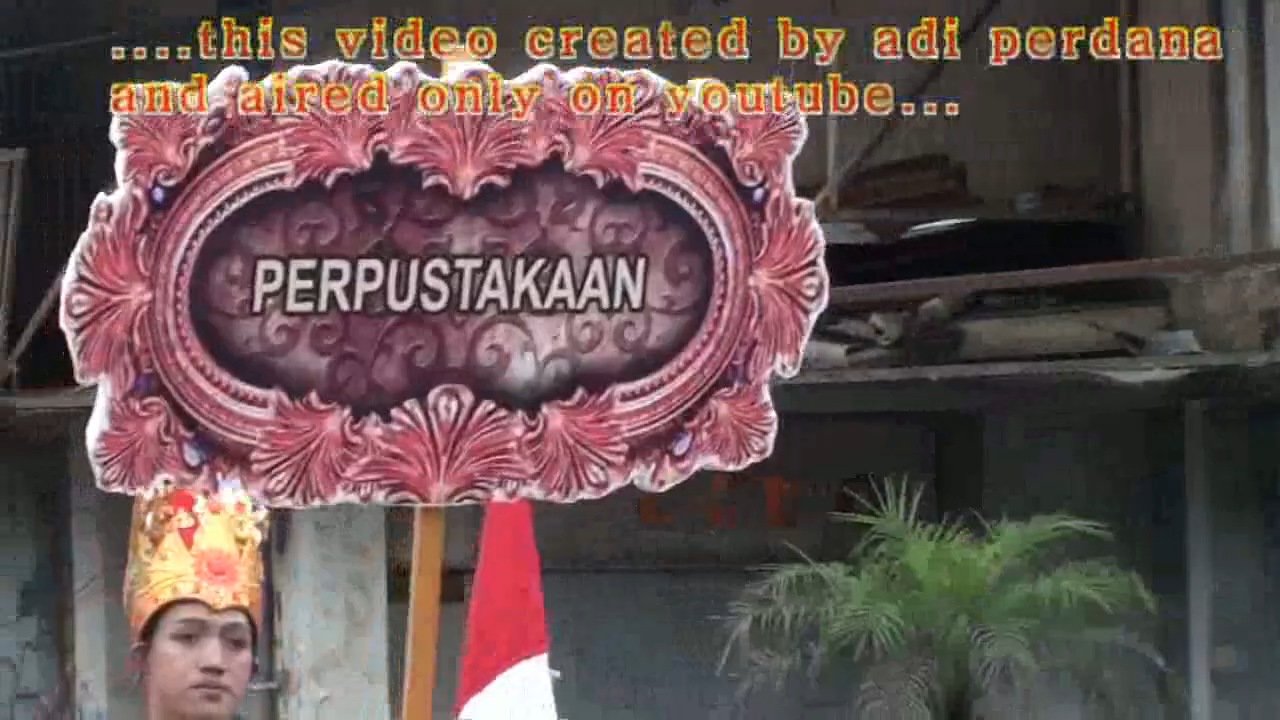 ....this video created by adi perdana
and aired only on youtube...
PERPUSTAKAAN